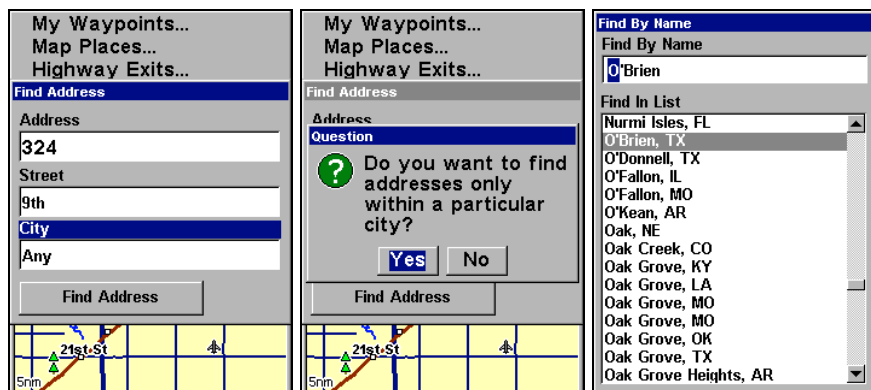 My Waypoints...
Map Places...
Highway Exits...
Find Address
Address
324
Street
9th
City
Any
Find Address
21st St
5nm
My Waypoints...
Map Places...
Highway Exits...
Find Address
Address
Question
?
Do you want to find
addresses only
within a particular
city?
Yes No
Find Address
21st St
5nm
Find By Name
Find By Name
O'Brien
Find In List
Nurmi Isles, FL
O'Brien, TX
O'Donnell, TX
O'Fallon, IL
O'Fallon, MO
O'Kean, AR
Oak, NE
Oak Creek, CO
Oak Grove, KY
Oak Grove, LA
Oak Grove, MO
Oak Grove, MO
Oak Grove, OK
Oak Grove, TX
Oak Grove Heights, AR